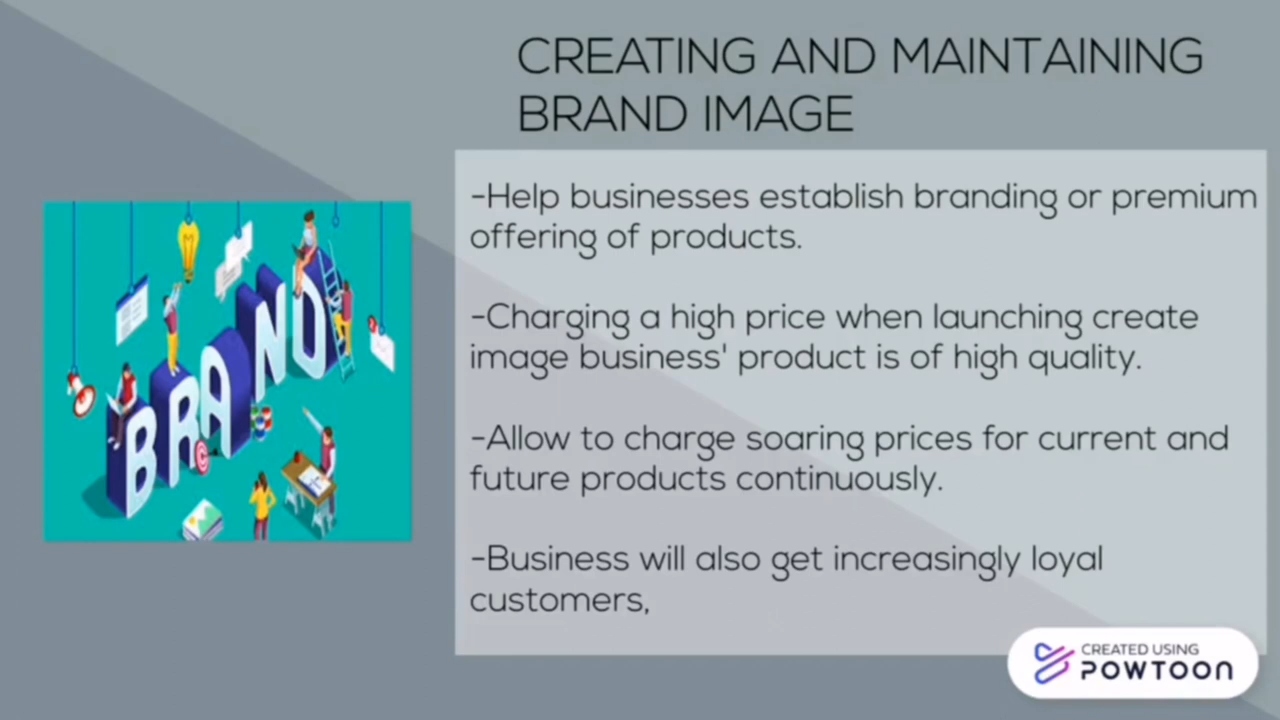 CREATING AND MAINTAINING
BRAND IMAGE
-Help businesses establish branding or premium
offering of products.
-Charging a high price when launching create
image business' product is of high quality.
-Allow to charge soaring prices for current and
future products continuously.
-Business will also get increasingly loyal
customers,
BRAND
CREATED USING
POWTOON